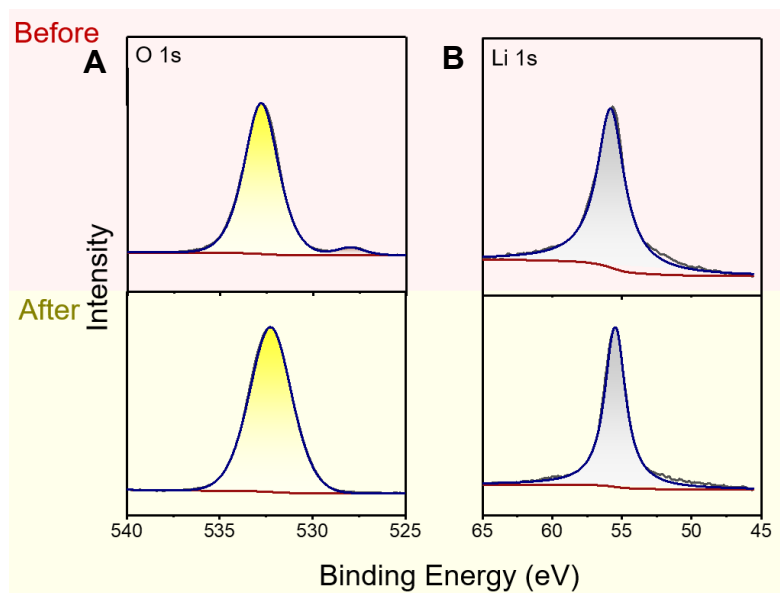 Before
A
O 1s
B
Li 1s
After
Intensity
540
535
530
525
65
60
55
50
45
Binding Energy (eV)